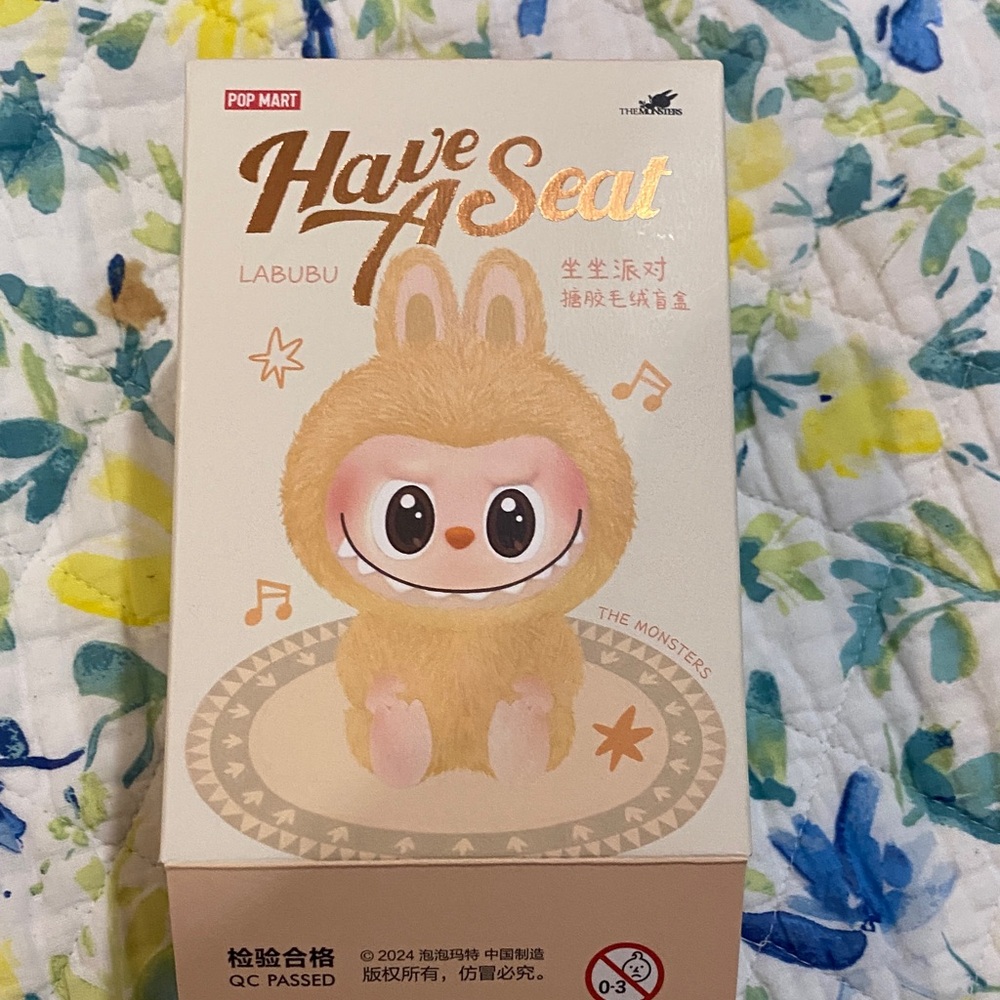 POP MART
THE MONSTERS
Have
A Seat
LABUBU
坐坐派对
搪胶毛绒盲盒
THE MONSTERS
检验合格
QC PASSED
© 2024 泡泡玛特 中国制造
版权所有，仿冒必究。
0-3